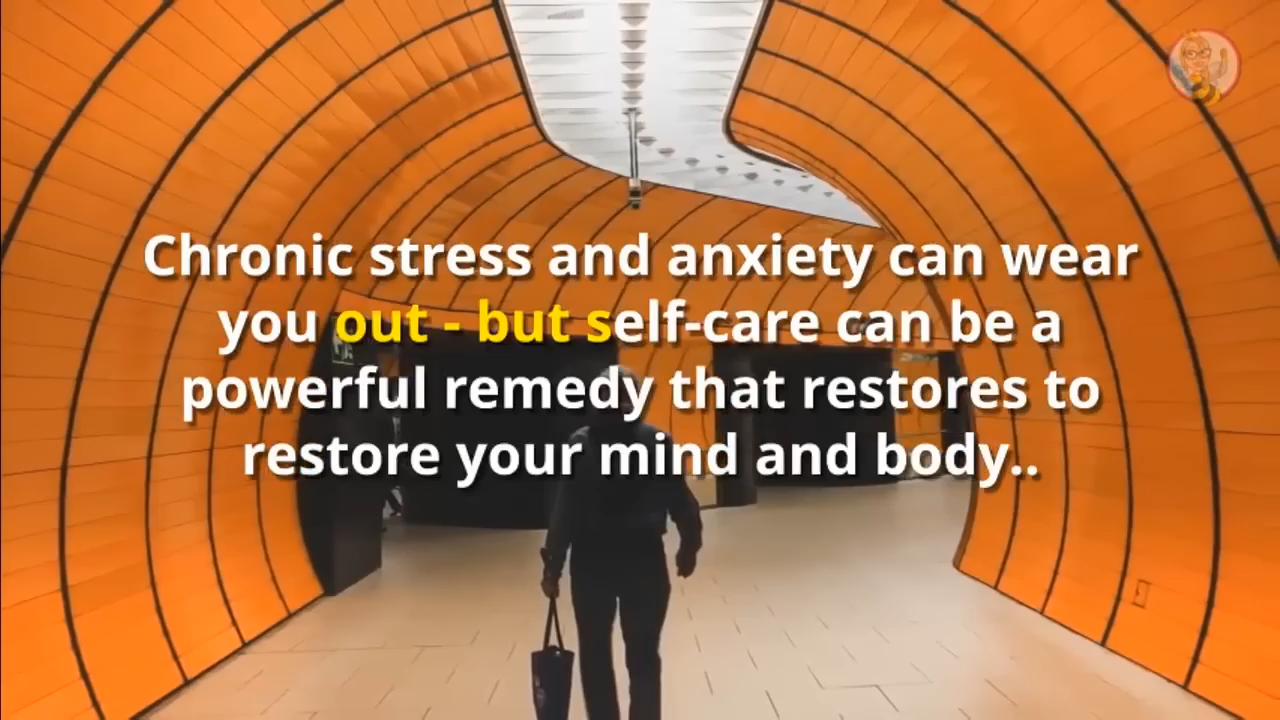 Chronic stress and anxiety can wear
you out - but self-care can be a
powerful remedy that restores to
restore your mind and body..